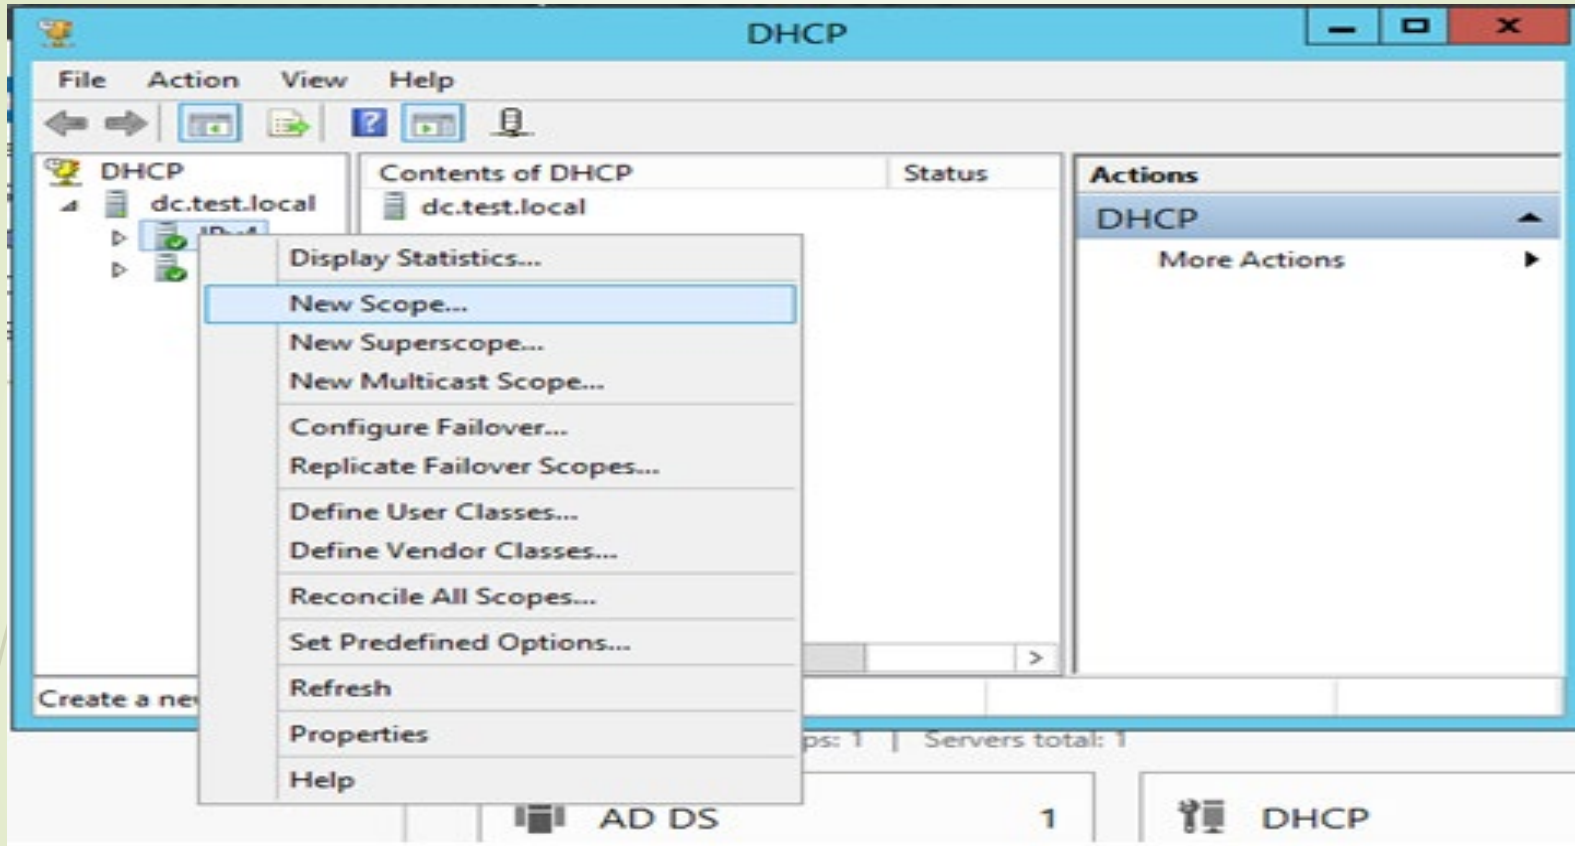 DHCP
File Action View Help
DHCP
dc.test.local
IPv4
Contents of DHCP Status
dc.test.local
Actions
DHCP
More Actions
Display Statistics...
New Scope...
New Superscope...
New Multicast Scope...
Configure Failover...
Replicate Failover Scopes...
Define User Classes...
Define Vendor Classes...
Reconcile All Scopes...
Set Predefined Options...
Refresh
Properties
Help
Create a
Servers total: 1
AD DS 1
DHCP